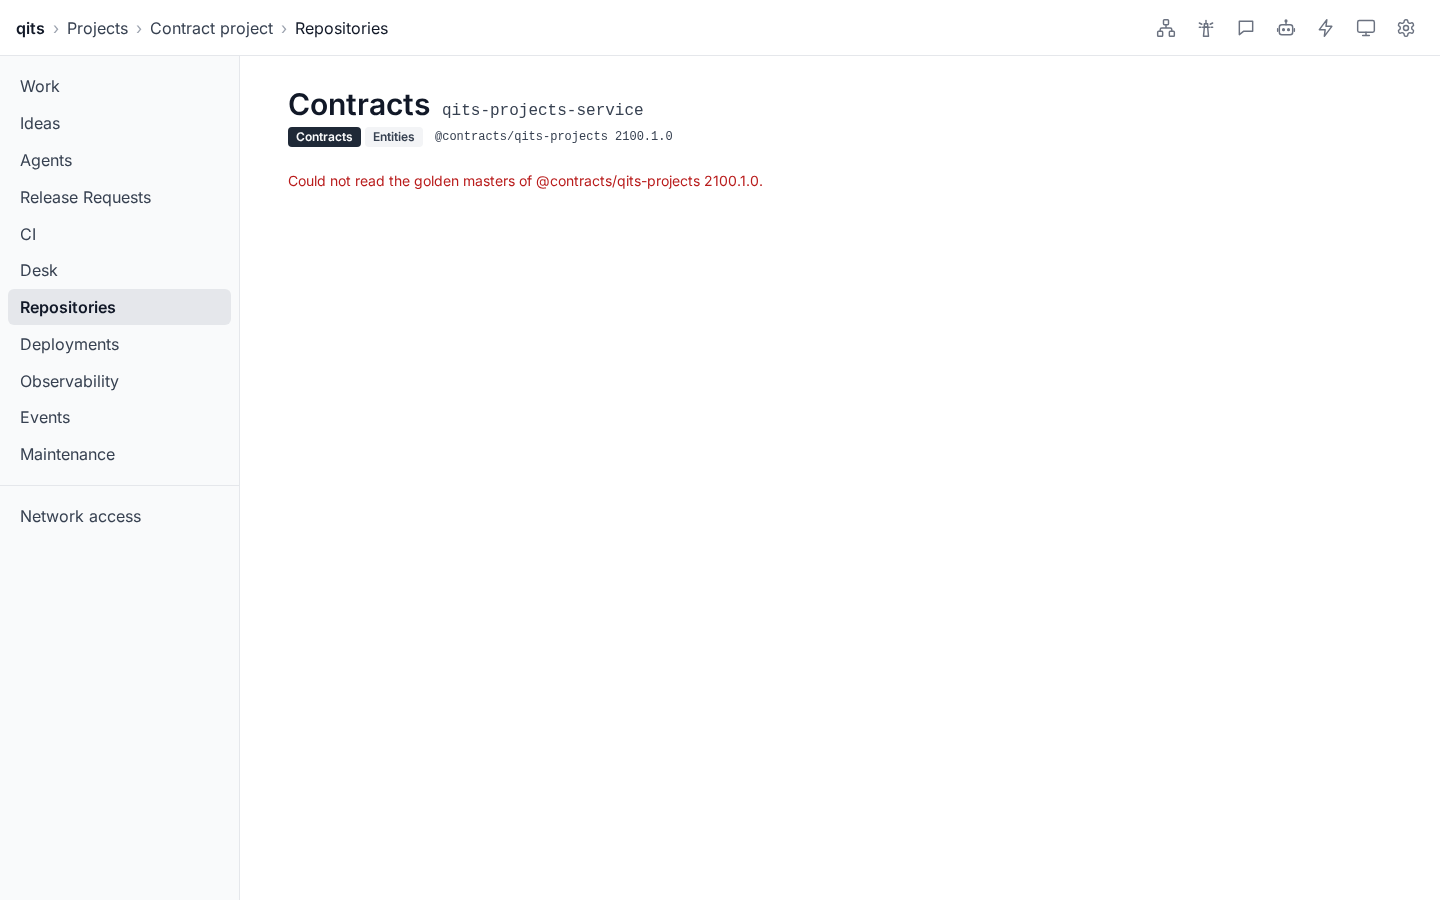 qits › Projects › Contract project › Repositories
Work
Ideas
Agents
Release Requests
CI
Desk
Repositories
Deployments
Observability
Events
Maintenance
Network access
Contracts qits-projects-service
Contracts Entities @contracts/qits-projects 2100.1.0
Could not read the golden masters of @contracts/qits-projects 2100.1.0.